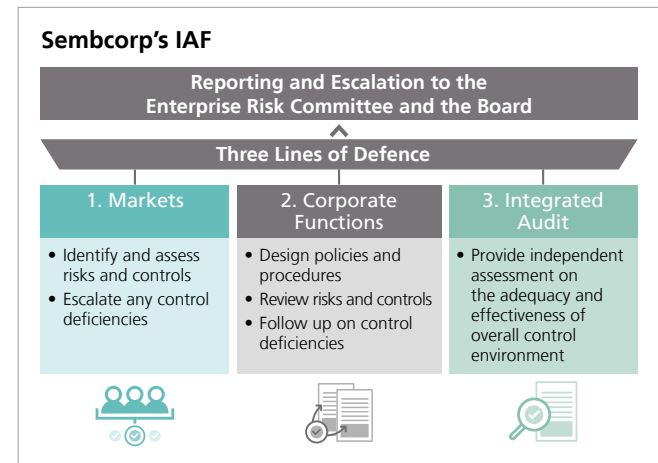 Sembcorp's IAF
Reporting and Escalation to the
Enterprise Risk Committee and the Board
Three Lines of Defence
1. Markets
• Identify and assess
risks and controls
• Escalate any control
deficiencies
2. Corporate
Functions
• Design policies and
procedures
• Review risks and controls
• Follow up on control
deficiencies
3. Integrated
Audit
• Provide independent
assessment on
the adequacy and
effectiveness of
overall control
environment